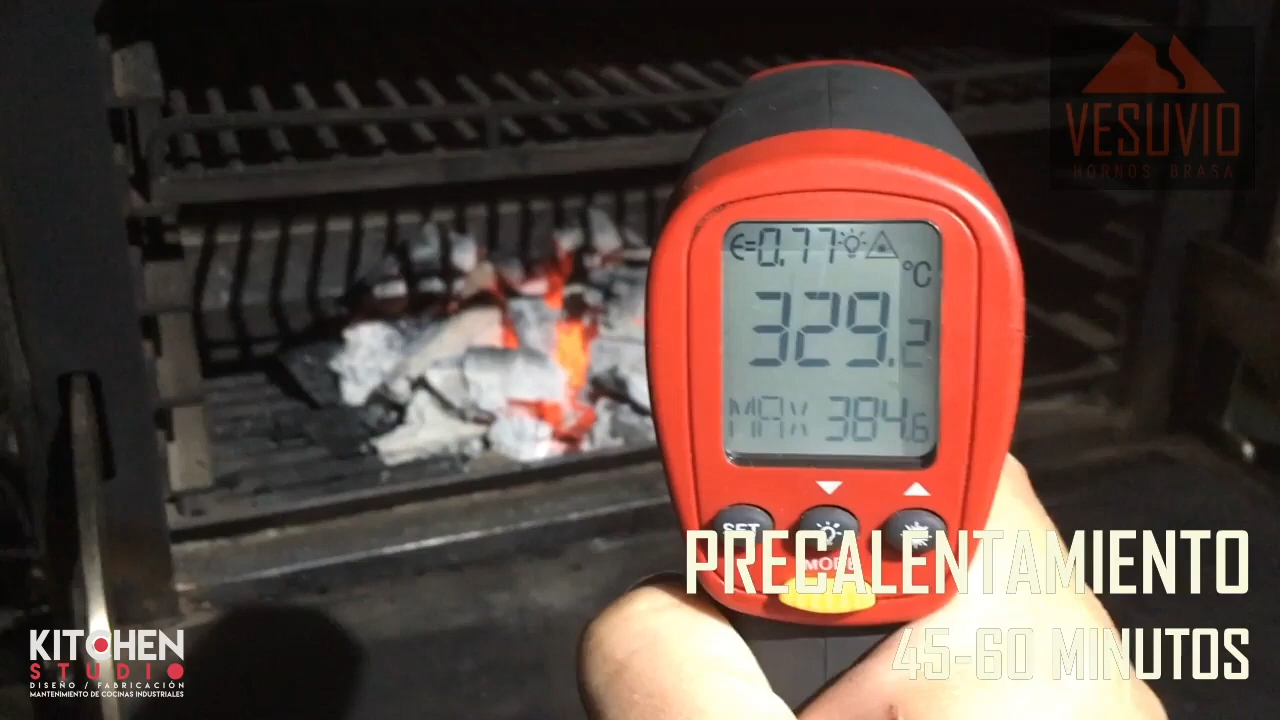 VESUVIO
HORNOS BRASA
€=0.77
°C
329.2
MAX 384.6
SET
MODE
PRECALENTAMIENTO
45-60 MINUTOS
KITCHEN
STUDIO
DISEÑO / FABRICACIÓN
MANTENIMIENTO DE COCINAS INDUSTRIALES